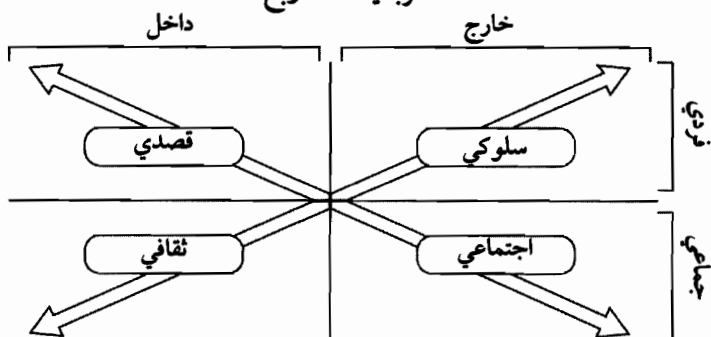 خارج داخل
فردي
سلوكي قصدي
اجتماعي ثقافي
جماعي